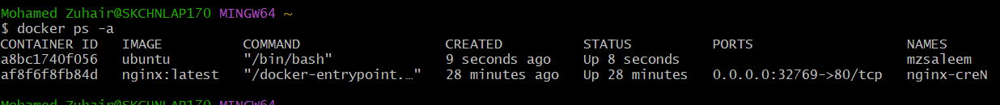 Mohamed Zuhair@SKCHNLAP170 MINGW64 ~
$ docker ps -a
CONTAINER ID   IMAGE          COMMAND                  CREATED          STATUS          PORTS                   NAMES
a8bc1740f056   ubuntu         "/bin/bash"              9 seconds ago    Up 8 seconds                            mzsaleem
af8f6f8fb84d   nginx:latest   "/docker-entrypoint.…"   28 minutes ago   Up 28 minutes   0.0.0.0:32769->80/tcp   nginx-creN
Mohamed Zuhair@SKCHNLAP170 MINGW64